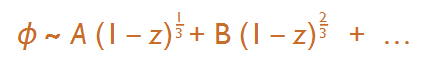 ϕ ~ A (1 – z)^{1/3} + B (1 – z)^{2/3} + ...